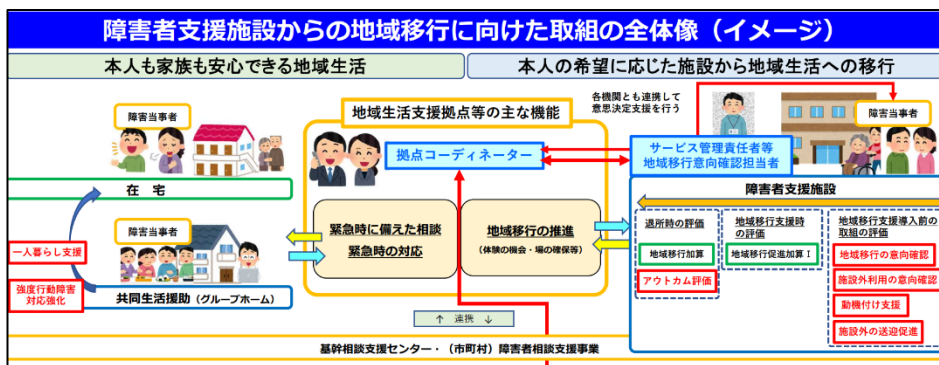 障害者支援施設からの地域移行に向けた取組の全体像（イメージ）
本人も家族も安心できる地域生活
本人の希望に応じた施設から地域生活への移行
障害当事者
在　宅
一人暮らし支援
強度行動障害
対応強化
障害当事者
共同生活援助（グループホーム）
地域生活支援拠点等の主な機能
拠点コーディネーター
緊急時に備えた相談
緊急時の対応
地域移行の推進
（体験の機会・場の確保等）
各機関とも連携して
意思決定支援を行う
障害当事者
サービス管理責任者等
地域移行意向確認担当者
障害者支援施設
退所時の評価
地域移行加算
アウトカム評価
地域移行支援時
の評価
地域移行促進加算Ⅰ
地域移行支援導入前の
取組の評価
地域移行の意向確認
施設外利用の意向確認
動機付け支援
施設外の送迎促進
↑　連携　↓
基幹相談支援センター・（市町村）障害者相談支援事業